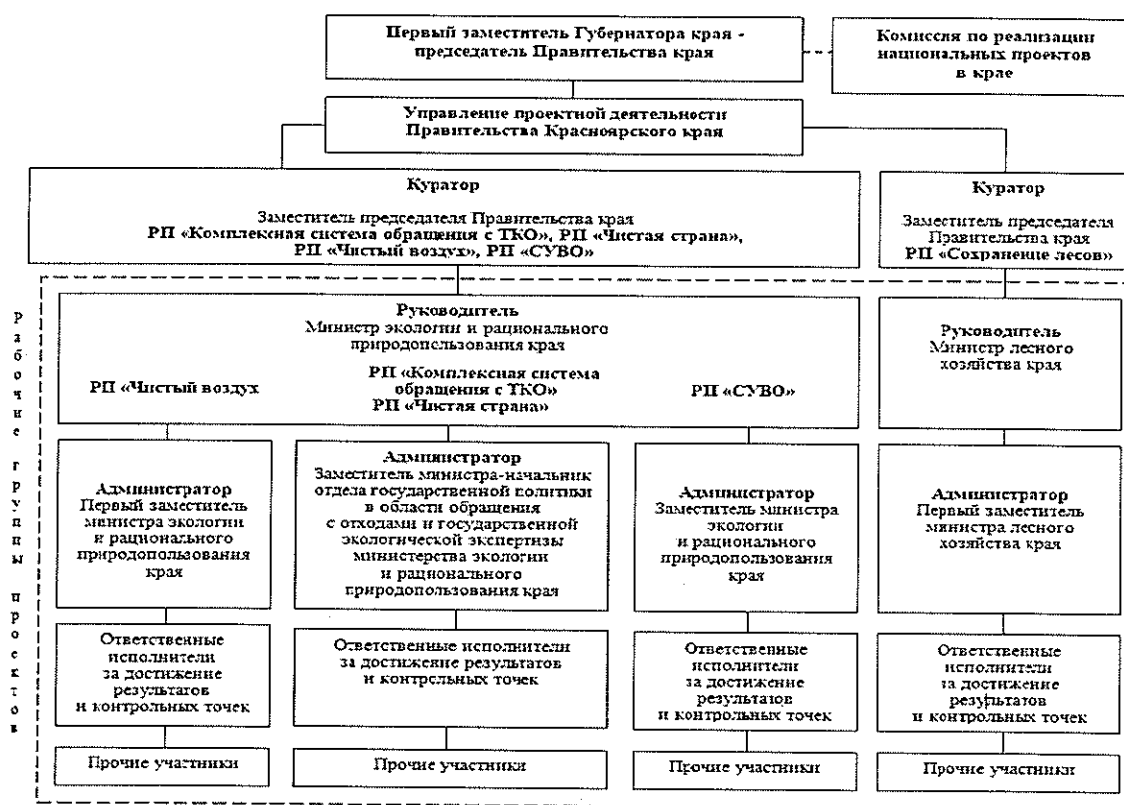 Первый заместитель Губернатора края -
председатель Правительства края
Комиссия по реализации
национальных проектов
в крае
Управление проектной деятельности
Правительства Красноярского края
Куратор
Заместитель председателя Правительства края
РП «Комплексная система обращения с ТКО», РП «Чистая страна»,
РП «Чистый воздух», РП «СУВО»
Куратор
Заместитель председателя
Правительства края
РП «Сохранение лесов»
Рабочие группы проектов
Руководитель
Министр экологии и рационального
природопользования края
РП «Чистый воздух
РП «Комплексная система
обращения с ТКО»
РП «Чистая страна»
РП «СУВО»
Руководитель
Министр лесного
хозяйства края
Администратор
Первый заместитель
министра экологии
и рационального
природопользования
края
Администратор
Заместитель министра-начальник
отдела государственной политики
в области обращения
с отходами и государственной
экологической экспертизы
министерства экологии
и рационального
природопользования края
Администратор
Заместитель министра
экологии
и рационального
природопользования
края
Администратор
Первый заместитель
министра лесного
хозяйства края
Ответственные
исполнители
за достижение
результатов
и контрольных точек
Ответственные исполнители
за достижение результатов
и контрольных точек
Ответственные
исполнители
за достижение
результатов
и контрольных точек
Ответственные
исполнители
за достижение
результатов
и контрольных точек
Прочие участники
Прочие участники
Прочие участники
Прочие участники